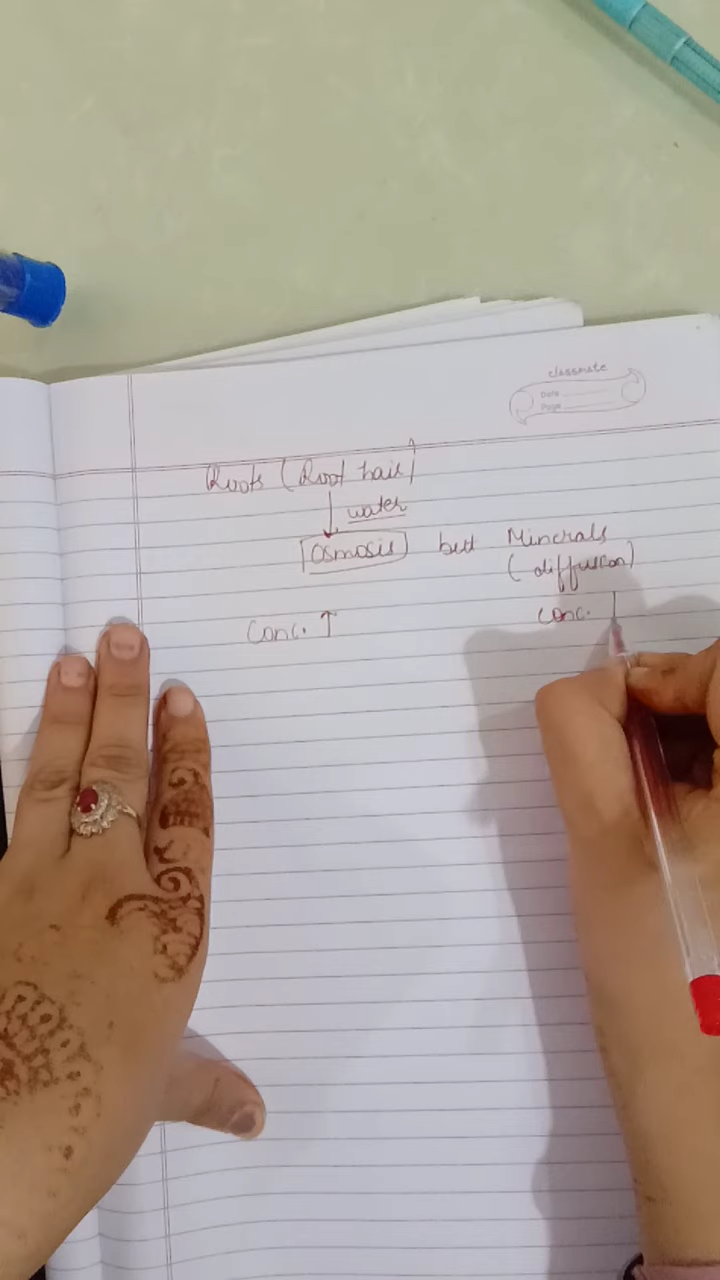 classmate
Date
Page
Roots (Root hair)
water
Osmosis but Minerals
(diffusion)
Conc. ↑ conc.